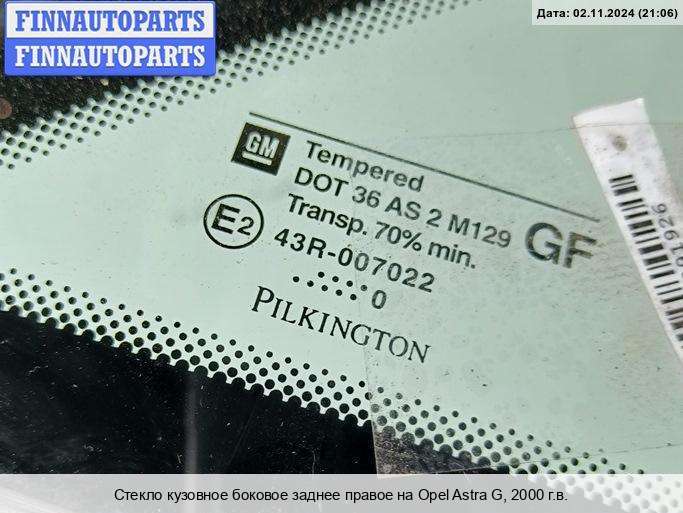 FINNAUTOPARTS
FINNAUTOPARTS
Дата: 02.11.2024 (21:06)
GM
Tempered
DOT 36 AS 2 M129
GF
Transp. 70% min.
E2
43R-007022
0
PILKINGTON
Стекло кузовное боковое заднее правое на Opel Astra G, 2000 г.в.